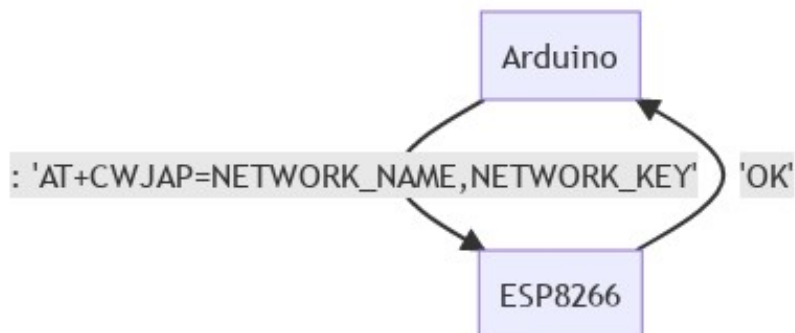 Arduino
: 'AT+CWJAP=NETWORK_NAME,NETWORK_KEY'
'OK'
ESP8266